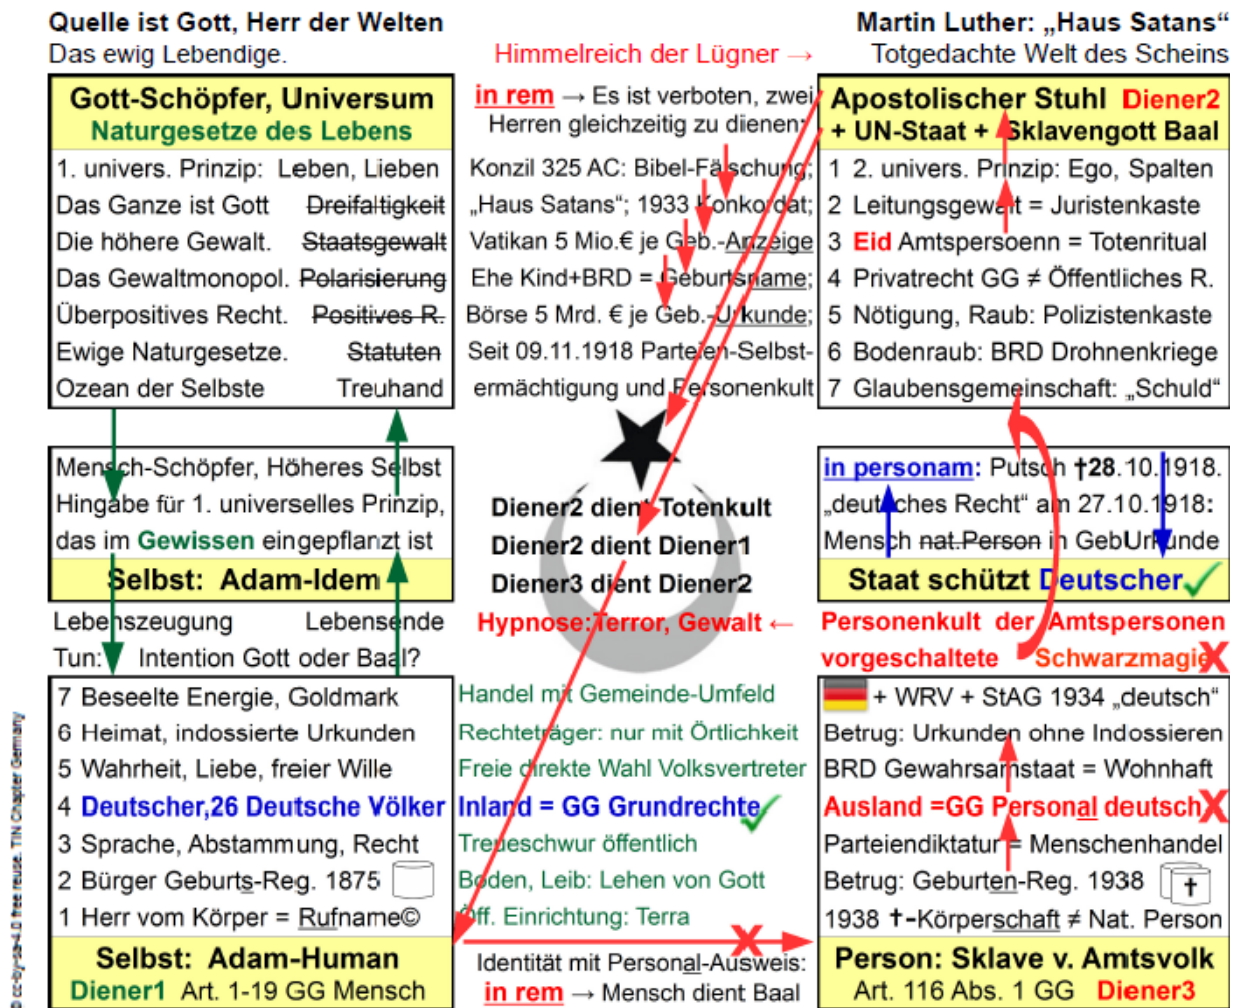 Quelle ist Gott, Herr der Welten
Das ewig Lebendige.
Gott-Schöpfer, Universum
Naturgesetze des Lebens
1. univers. Prinzip: Leben, Lieben
Das Ganze ist Gott Dreifaltigkeit
Die höhere Gewalt. Staatsgewalt
Das Gewaltmonopol. Polarisierung
Überpositives Recht. Positives R.
Ewige Naturgesetze. Statuten
Ozean der Selbste Treuhand
Mensch-Schöpfer, Höheres Selbst
Hingabe für 1. universelles Prinzip,
das im Gewissen eingepflanzt ist
Selbst: Adam-Idem
Lebenszeugung Lebensende
Tun: Intention Gott oder Baal?
7 Beseelte Energie, Goldmark
6 Heimat, indossierte Urkunden
5 Wahrheit, Liebe, freier Wille
4 Deutscher,26 Deutsche Völker
3 Sprache, Abstammung, Recht
2 Bürger Geburts-Reg. 1875
1 Herr vom Körper = Rufname©
Selbst: Adam-Human
Diener1 Art. 1-19 GG Mensch
Himmelreich der Lügner →
in rem → Es ist verboten, zwei
Herren gleichzeitig zu dienen:
Konzil 325 AC: Bibel-Fälschung;
„Haus Satans“; 1933 Konkordat;
Vatikan 5 Mio.€ je Geb.-Anzeige
Ehe Kind+BRD = Geburtsname;
Börse 5 Mrd. € je Geb.-Urkunde;
Seit 09.11.1918 Parteien-Selbst-
ermächtigung und Personenkult
Diener2 dient Totenkult
Diener2 dient Diener1
Diener3 dient Diener2
Hypnose:Terror, Gewalt ←
Handel mit Gemeinde-Umfeld
Rechteträger: nur mit Örtlichkeit
Freie direkte Wahl Volksvertreter
Inland = GG Grundrechte
Treueschwur öffentlich
Boden, Leib: Lehen von Gott
Öff. Einrichtung: Terra
Identität mit Personal-Ausweis:
in rem → Mensch dient Baal
Martin Luther: „Haus Satans“
Totgedachte Welt des Scheins
Apostolischer Stuhl Diener2
+ UN-Staat + Sklavengott Baal
1 2. univers. Prinzip: Ego, Spalten
2 Leitungsgewalt = Juristenkaste
3 Eid Amtspersoenn = Totenritual
4 Privatrecht GG ≠ Öffentliches R.
5 Nötigung, Raub: Polizistenkaste
6 Bodenraub: BRD Drohnenkriege
7 Glaubensgemeinschaft: „Schuld“
in personam: Putsch ✝28.10.1918.
„deutsches Recht“ am 27.10.1918:
Mensch nat.Person in GebUrkunde
Staat schützt Deutscher
Personenkult der Amtspersonen
vorgeschaltete Schwarzmagie
+ WRV + StAG 1934 „deutsch“
Betrug: Urkunden ohne Indossieren
BRD Gewahrsamstaat = Wohnhaft
Ausland =GG Personal deutsch
Parteiendiktatur = Menschenhandel
Betrug: Geburten-Reg. 1938 ✝
1938 ✝-Körperschaft ≠ Nat. Person
Person: Sklave v. Amtsvolk
Art. 116 Abs. 1 GG Diener3
© cc-by-sa-4.0 free reuse. TIN Chapter Germany